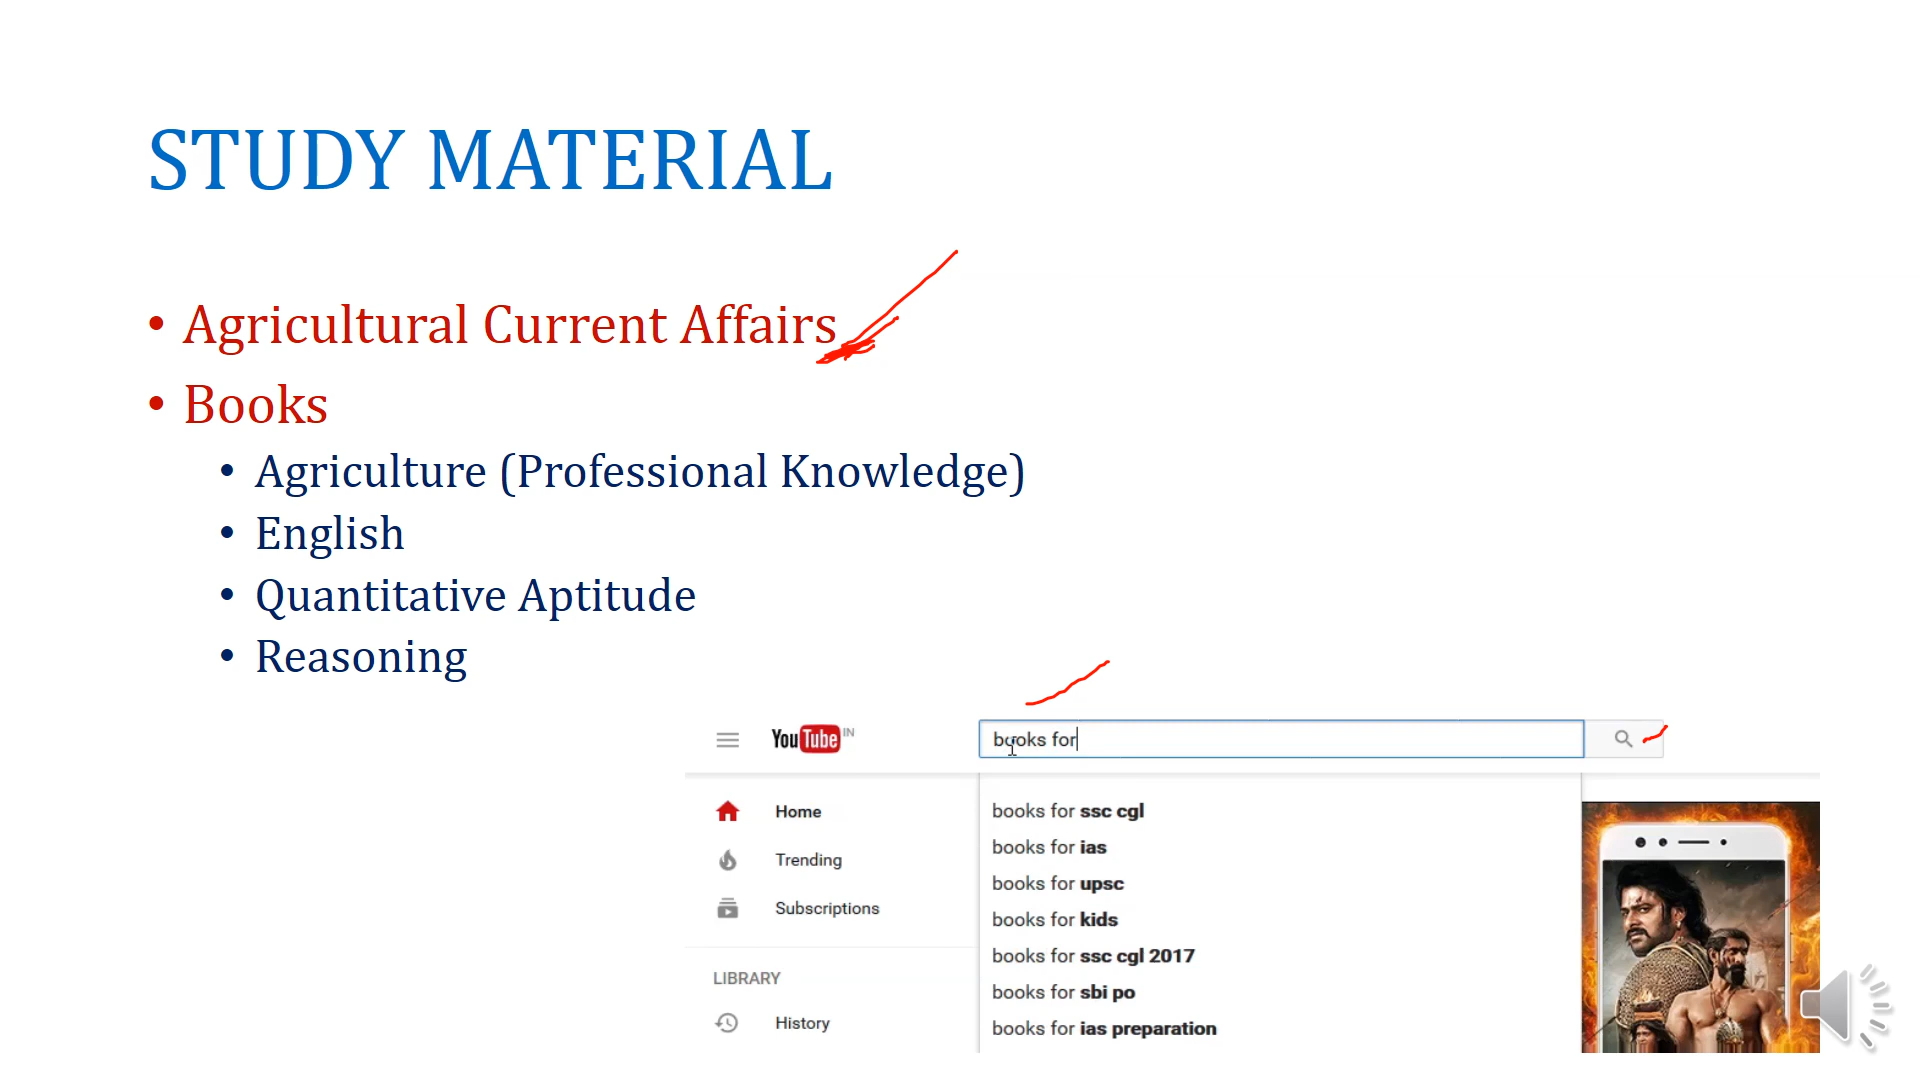 STUDY MATERIAL
• Agricultural Current Affairs
• Books
• Agriculture (Professional Knowledge)
• English
• Quantitative Aptitude
• Reasoning
YouTube IN
books for
Home
Trending
Subscriptions
LIBRARY
History
books for ssc cgl
books for ias
books for upsc
books for kids
books for ssc cgl 2017
books for sbi po
books for ias preparation